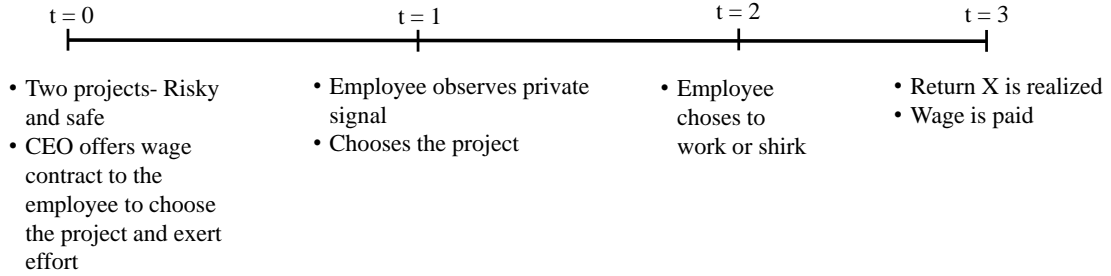 t = 0
t = 1
t = 2
t = 3
• Two projects- Risky
and safe
• CEO offers wage
contract to the
employee to choose
the project and exert
effort
• Employee observes private
signal
• Chooses the project
• Employee
choses to
work or shirk
• Return X is realized
• Wage is paid